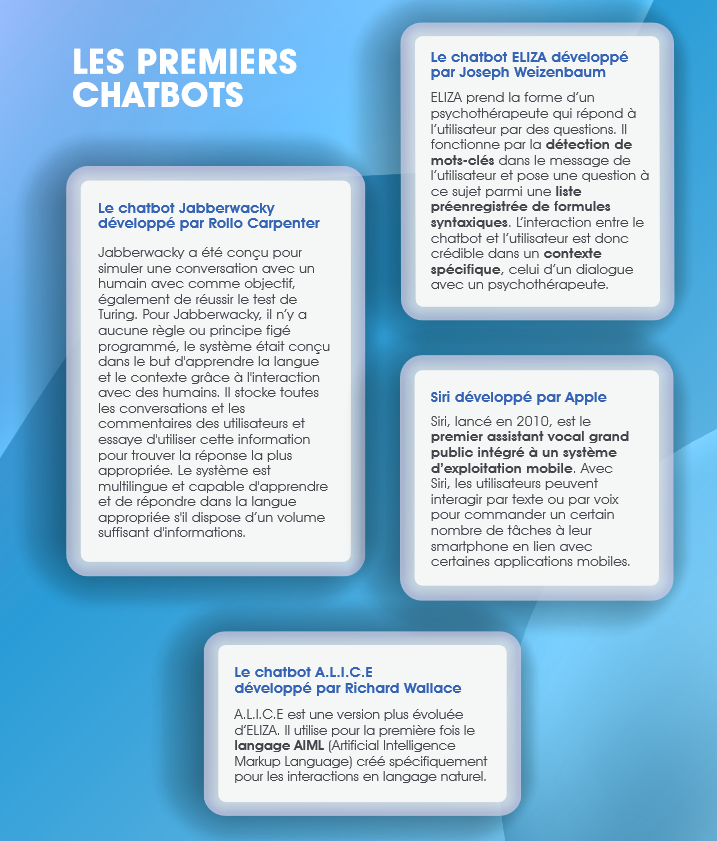 LES PREMIERS
CHATBOTS
Le chatbot ELIZA développé
par Joseph Weizenbaum
ELIZA prend la forme d’un
psychothérapeute qui répond à
l’utilisateur par des questions. Il
fonctionne par la détection de
mots-clés dans le message de
l’utilisateur et pose une question à
ce sujet parmi une liste
préenregistrée de formules
syntaxiques. L’interaction entre le
chatbot et l’utilisateur est donc
crédible dans un contexte
spécifique, celui d’un dialogue
avec un psychothérapeute.
Le chatbot Jabberwacky
développé par Rollo Carpenter
Jabberwacky a été conçu pour
simuler une conversation avec un
humain avec comme objectif,
également de réussir le test de
Turing. Pour Jabberwacky, il n’y a
aucune règle ou principe figé
programmé, le système était conçu
dans le but d'apprendre la langue
et le contexte grâce à l'interaction
avec des humains. Il stocke toutes
les conversations et les
commentaires des utilisateurs et
essaye d'utiliser cette information
pour trouver la réponse la plus
appropriée. Le système est
multilingue et capable d'apprendre
et de répondre dans la langue
appropriée s'il dispose d’un volume
suffisant d'informations.
Siri développé par Apple
Siri, lancé en 2010, est le
premier assistant vocal grand
public intégré à un système
d’exploitation mobile. Avec
Siri, les utilisateurs peuvent
interagir par texte ou par voix
pour commander un certain
nombre de tâches à leur
smartphone en lien avec
certaines applications mobiles.
Le chatbot A.L.I.C.E
développé par Richard Wallace
A.L.I.C.E est une version plus évoluée
d’ELIZA. Il utilise pour la première fois le
langage AIML (Artificial Intelligence
Markup Language) créé spécifiquement
pour les interactions en langage naturel.